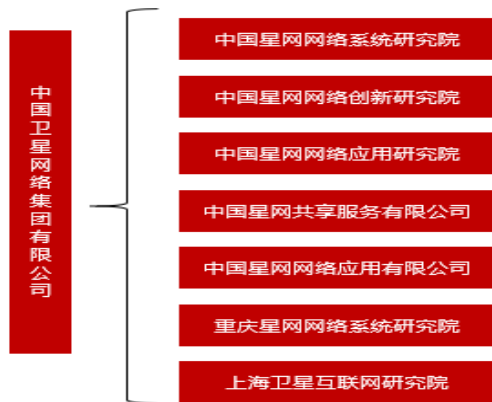 中国卫星网络集团有限公司
中国星网网络系统研究院
中国星网网络创新研究院
中国星网网络应用研究院
中国星网共享服务有限公司
中国星网网络应用有限公司
重庆星网网络系统研究院
上海卫星互联网研究院